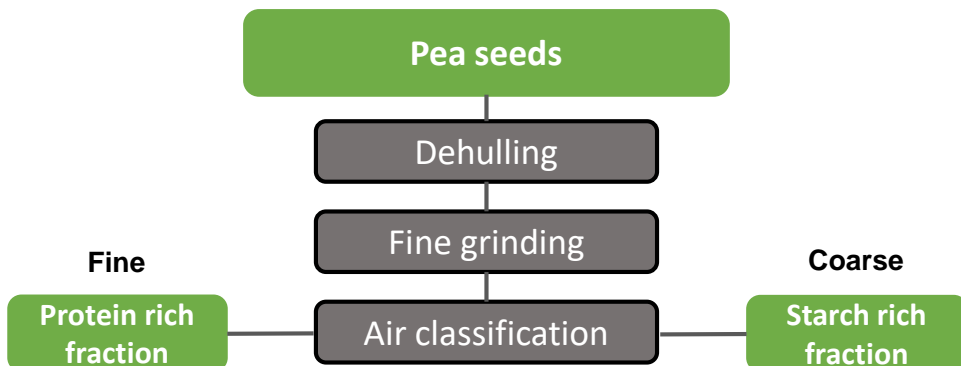 Pea seeds
Dehulling
Fine grinding
Fine
Coarse
Protein rich
fraction
Air classification
Starch rich
fraction